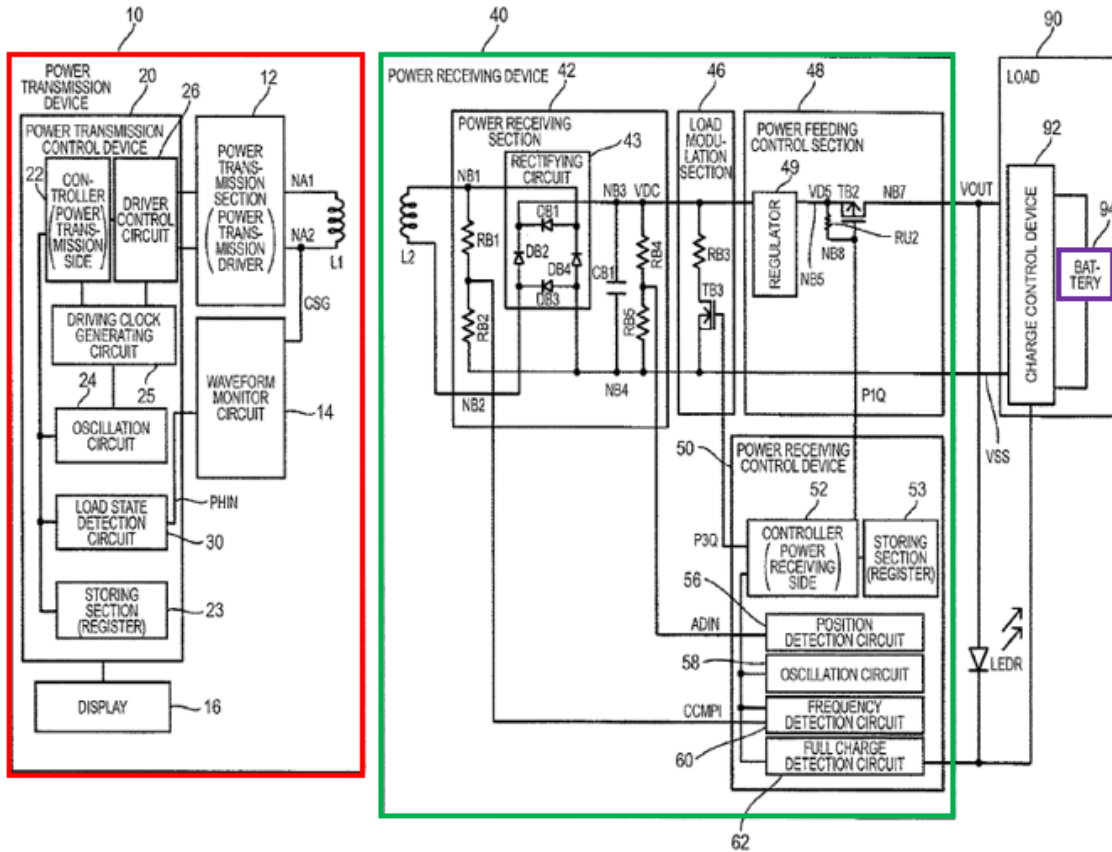 10
POWER
TRANSMISSION
DEVICE
20
26
12
POWER TRANSMISSION
CONTROL DEVICE
22
CON-
TROLLER
(POWER
TRANS-
MISSION
SIDE)
DRIVER
CONTROL
CIRCUIT
POWER
TRANS-
MISSION
SECTION
(POWER
TRANS-
MISSION
DRIVER)
NA1
NA2
L1
CSG
DRIVING CLOCK
GENERATING
CIRCUIT
24
25
OSCILLATION
CIRCUIT
WAVEFORM
MONITOR
CIRCUIT
14
PHIN
LOAD STATE
DETECTION
CIRCUIT
30
STORING
SECTION
(REGISTER)
23
DISPLAY
16
40
POWER RECEIVING DEVICE
42
46
48
POWER RECEIVING
SECTION
43
RECTIFYING
CIRCUIT
LOAD
MODU-
LATION
SECTION
POWER FEEDING
CONTROL SECTION
49
REGULATOR
L2
NB1
NB2
RB1
RB2
DB1
DB2
DB4
DB3
CB1
NB3
VDC
RB4
RB5
NB4
RB3
TB3
VD5
TB2
NB7
RU2
NB8
NB5
P1Q
VOUT
VSS
90
LOAD
92
CHARGE CONTROL DEVICE
94
BAT-
TERY
50
POWER RECEIVING
CONTROL DEVICE
52
53
P3Q
CONTROLLER
(POWER
RECEIVING
SIDE)
STORING
SECTION
(REGISTER)
56
ADIN
POSITION
DETECTION CIRCUIT
58
OSCILLATION CIRCUIT
CCMPI
FREQUENCY
DETECTION CIRCUIT
60
FULL CHARGE
DETECTION CIRCUIT
62
LEDR